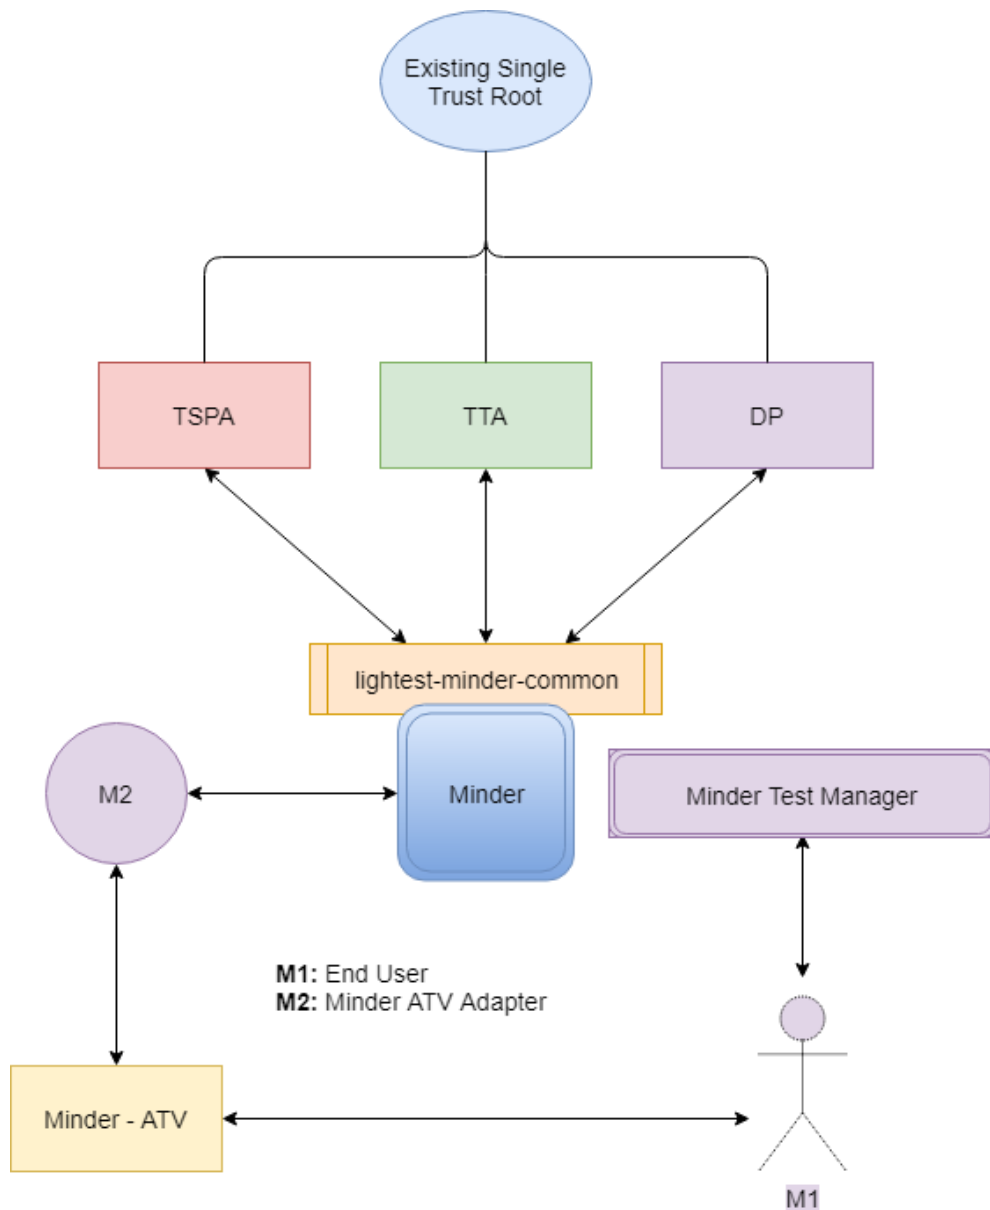 Existing Single
Trust Root
TSPA
TTA
DP
lightest-minder-common
M2
Minder
Minder Test Manager
M1: End User
M2: Minder ATV Adapter
Minder - ATV
M1